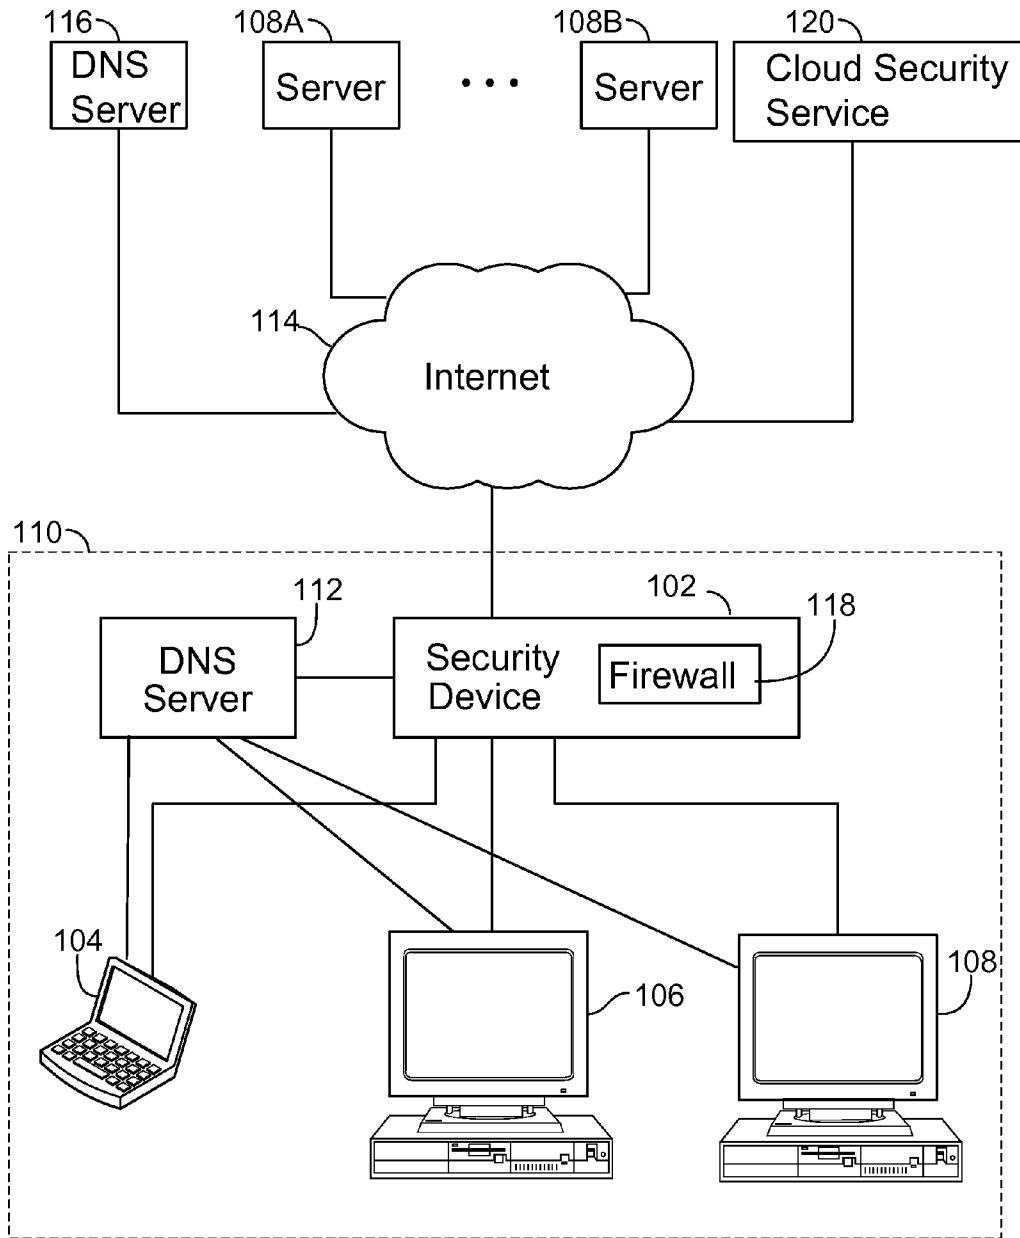 116
108A
108B
120
DNS
Server
Server
• • •
Server
Cloud Security
Service
114
Internet
110
112
102
118
DNS
Server
Security
Device
Firewall
104
106
108